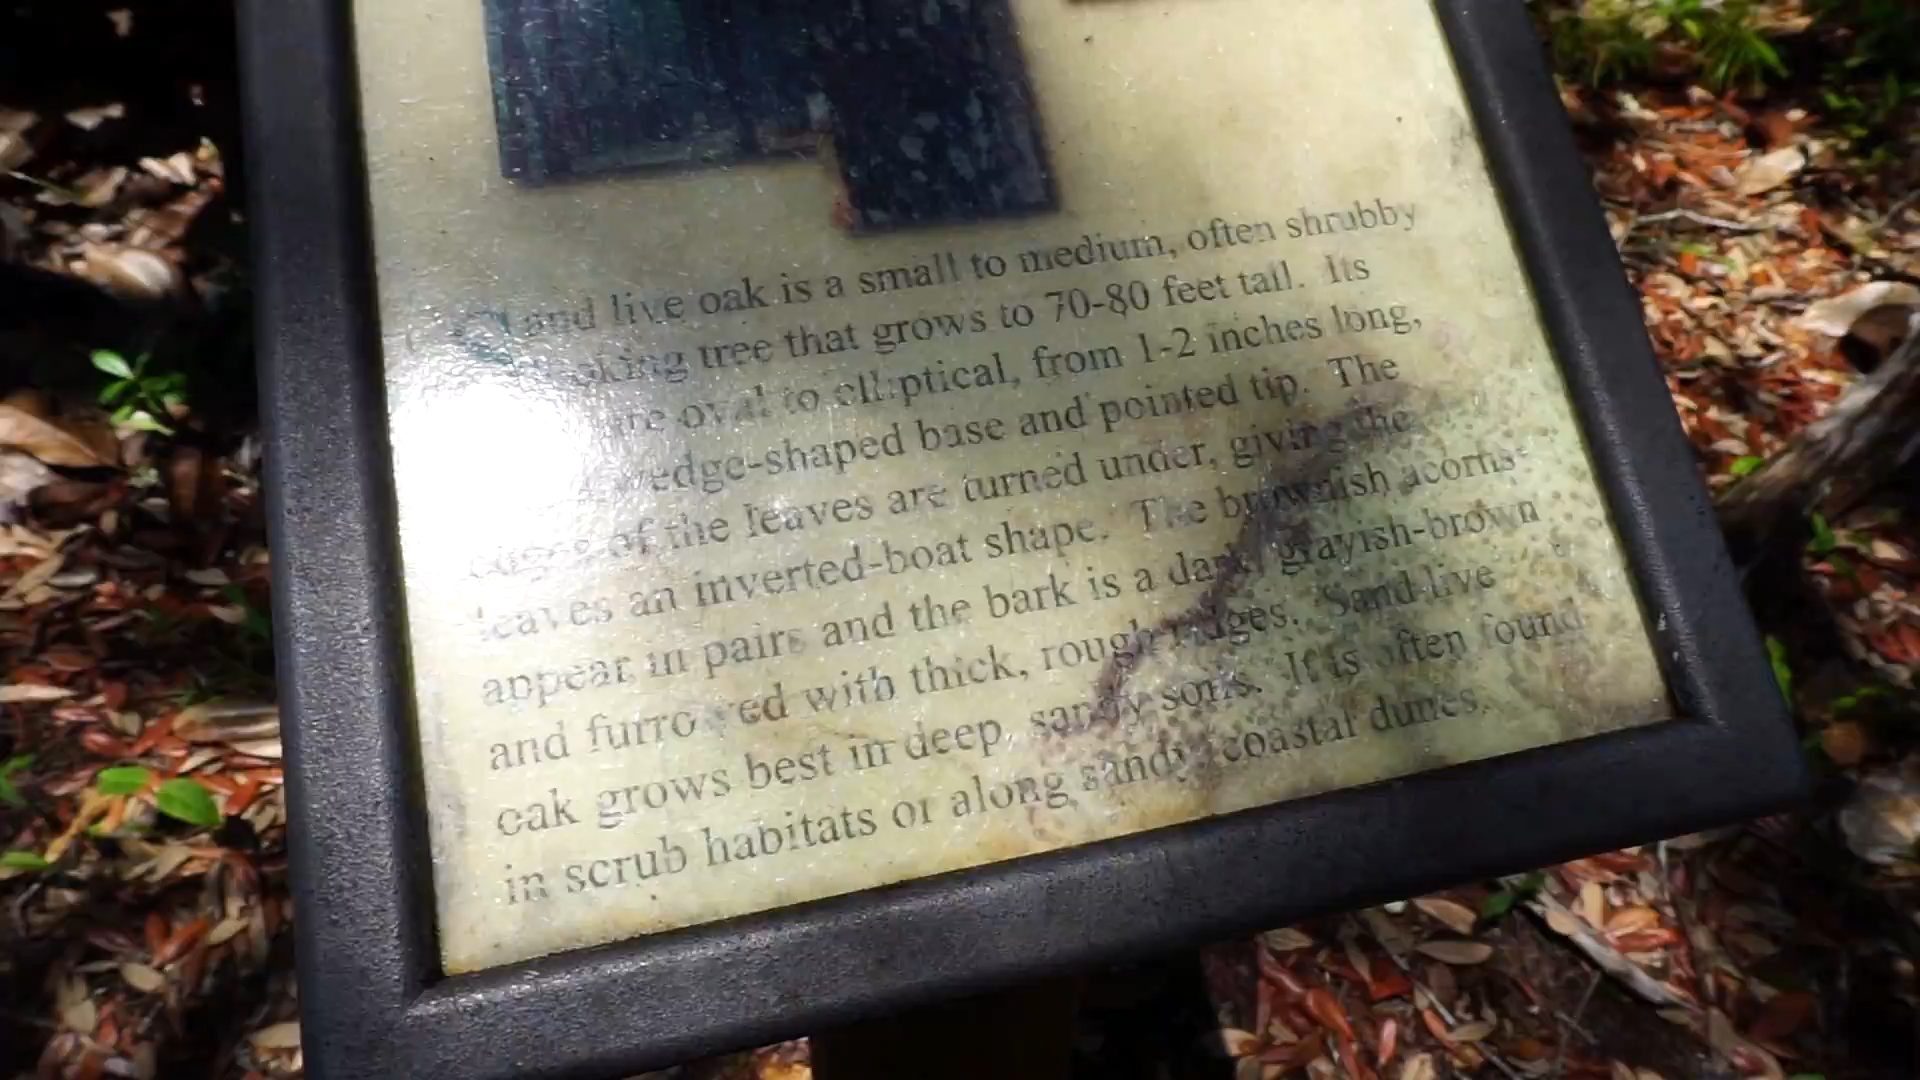 and live oak is a small to medium, often shrubby
tree that grows to 70-80 feet tall. Its
oval to elliptical, from 1-2 inches long,
wedge-shaped base and pointed tip. The
edges of the leaves are turned under, giving the
leaves an inverted-boat shape. The brownish acorns
appear in pairs and the bark is a dark grayish-brown
and furrowed with thick, rough ridges. Sand live
oak grows best in deep, sandy soils. It is often found
in scrub habitats or along sandy coastal dunes.